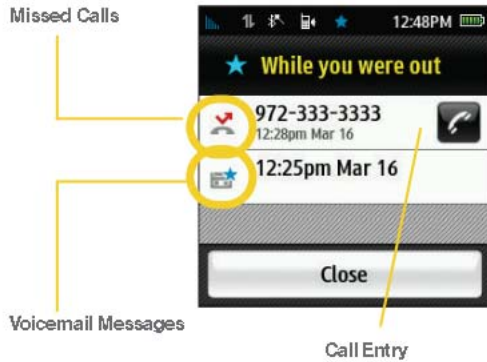 Missed Calls
12:48PM
While you were out
972-333-3333
12:28pm Mar 16
12:25pm Mar 16
Close
Voicemail Messages
Call Entry